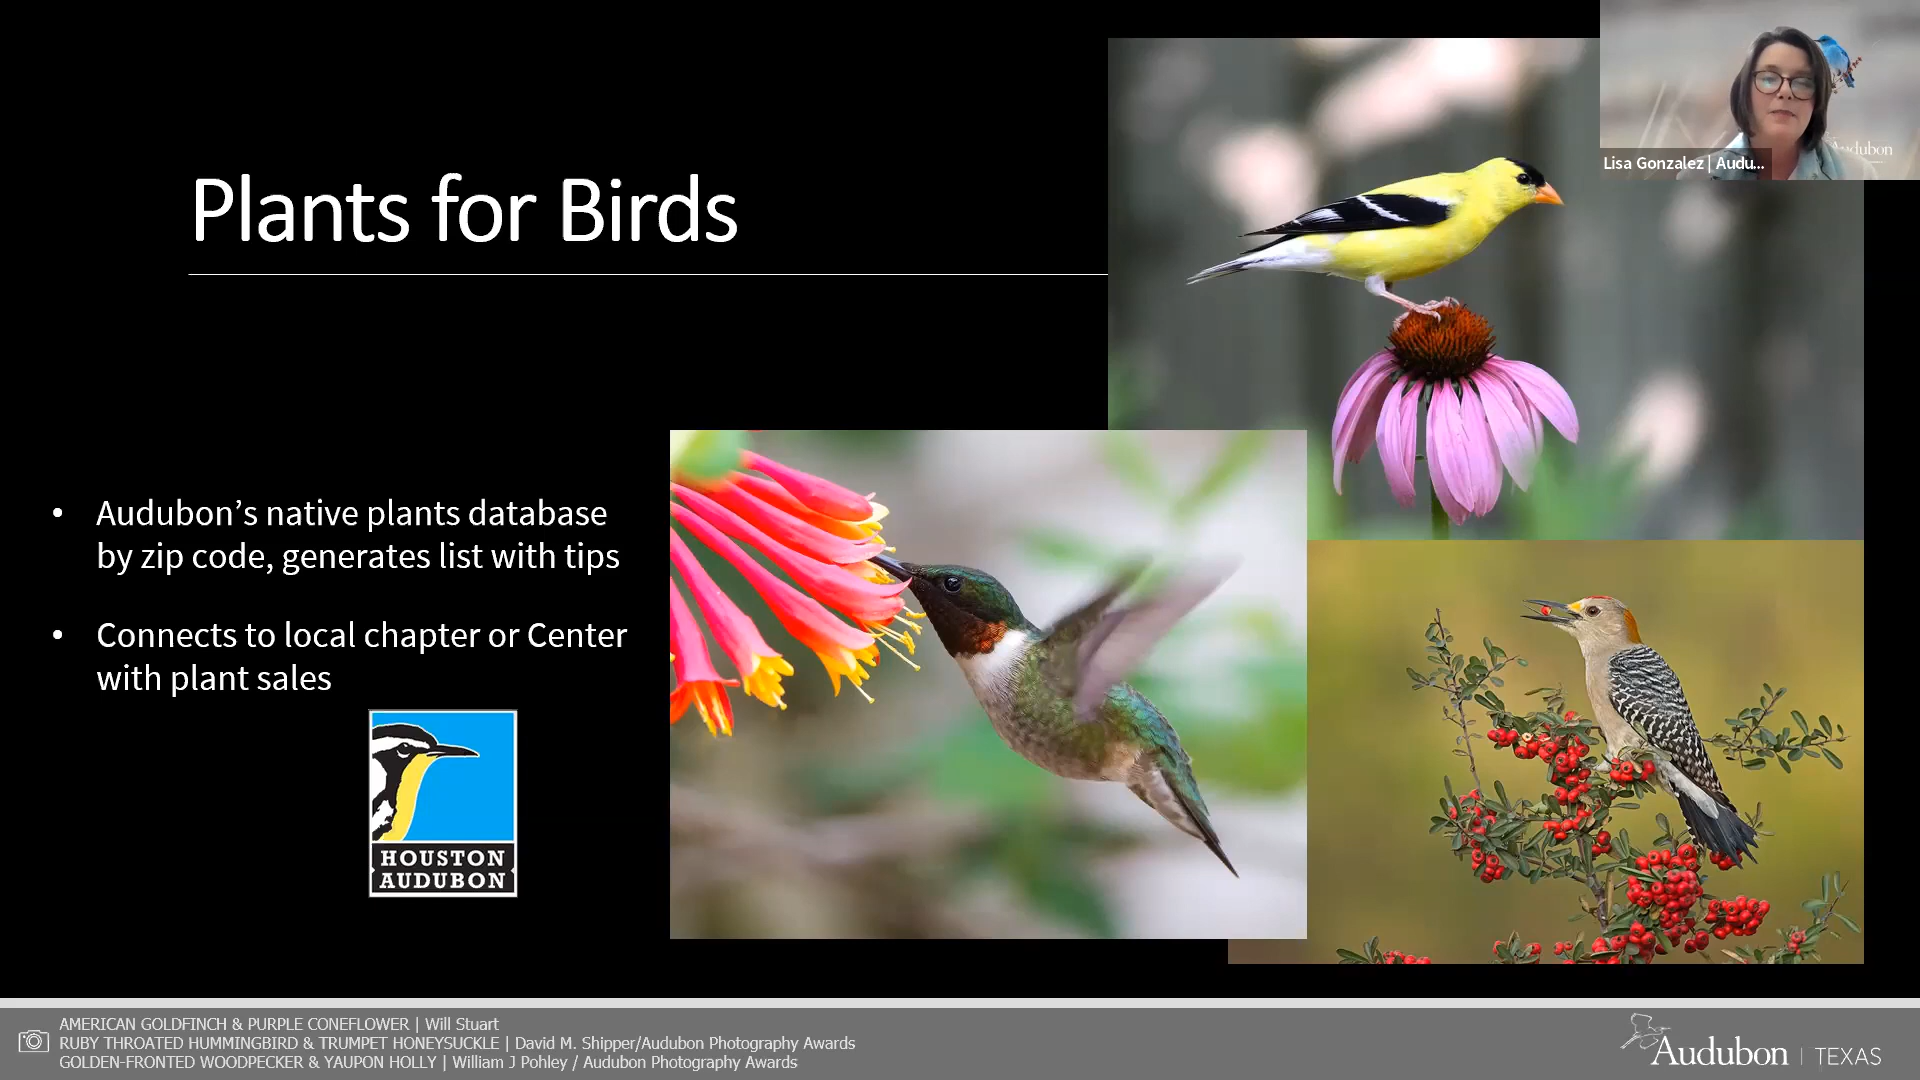 Plants for Birds
Lisa Gonzalez | Audu...
Audubon
• Audubon’s native plants database
by zip code, generates list with tips
• Connects to local chapter or Center
with plant sales
HOUSTON
AUDUBON
AMERICAN GOLDFINCH & PURPLE CONEFLOWER | Will Stuart
RUBY THROATED HUMMINGBIRD & TRUMPET HONEYSUCKLE | David M. Shipper/Audubon Photography Awards
GOLDEN-FRONTED WOODPECKER & YAUPON HOLLY | William J Pohley / Audubon Photography Awards
Audubon | TEXAS